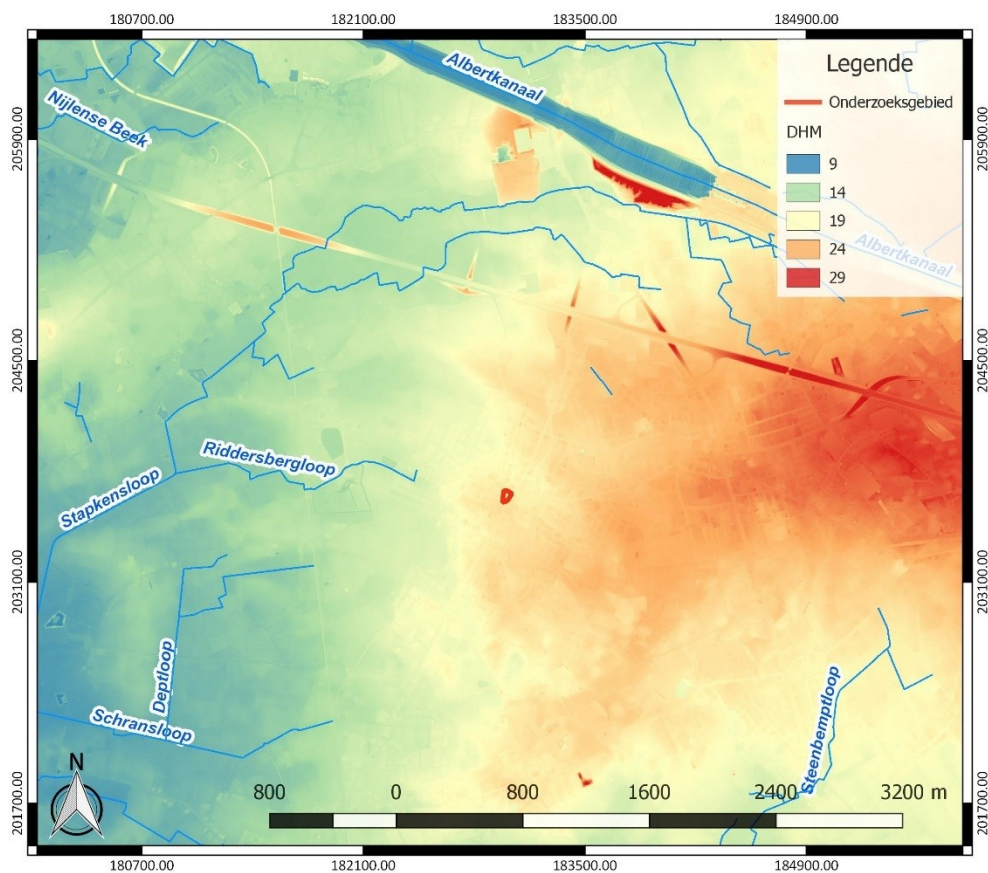 180700.00 182100.00 183500.00 184900.00
205900.00
204500.00
203100.00
201700.00
Albertkanaal
Nijlense Beek
Legende
Onderzoeksgebied
DHM
9
14
19
24
29
Albertkanaal
Riddersbergloop
Stapkensloop
Deptloop
Schransloop
Steenbemptloop
N
800 0 800 1600 2400 3200 m
205900.00
204500.00
203100.00
201700.00
180700.00 182100.00 183500.00 184900.00